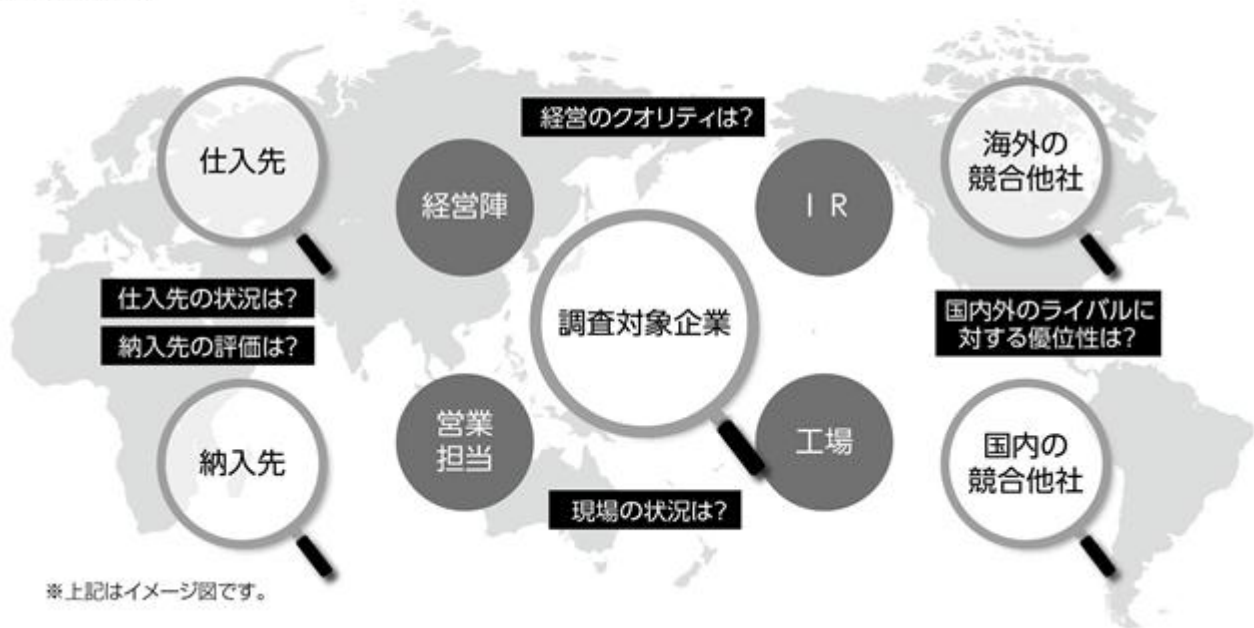 経営のクオリティは？
仕入先
経営陣
ＩＲ
海外の
競合他社
調査対象企業
仕入先の状況は？
納入先の評価は？
国内外のライバルに
対する優位性は？
納入先
営業
担当
工場
国内の
競合他社
現場の状況は？
※上記はイメージ図です。